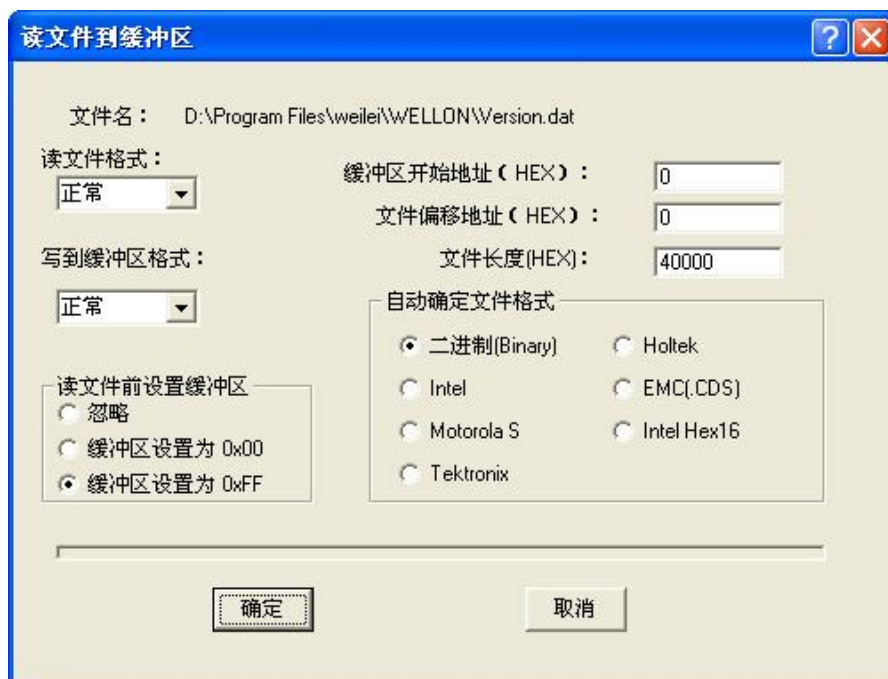 读文件到缓冲区
文件名： D:\Program Files\weilei\WELLON\Version.dat
读文件格式：
正常
缓冲区开始地址（HEX）： 0
文件偏移地址（HEX）： 0
写到缓冲区格式：
文件长度(HEX)： 40000
正常
自动确定文件格式
二进制(Binary) Holtek
Intel EMC(.CDS)
Motorola S Intel Hex16
Tektronix
读文件前设置缓冲区
忽略
缓冲区设置为 0x00
缓冲区设置为 0xFF
确定 取消